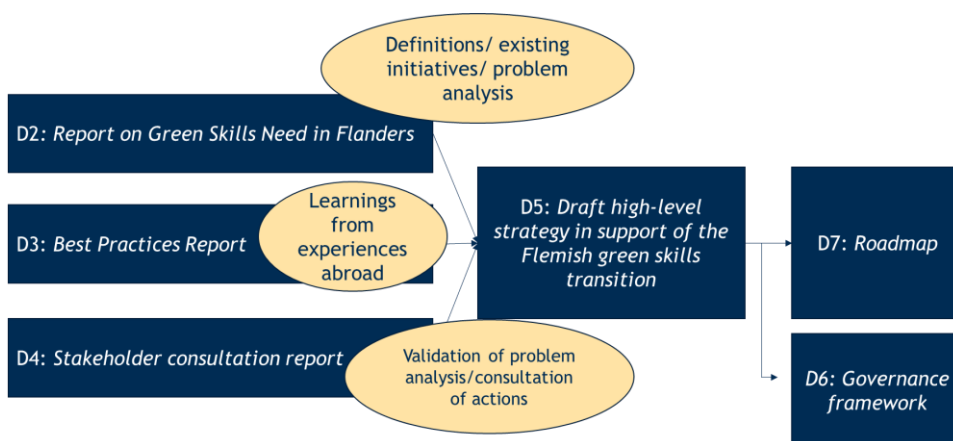 Definitions/ existing
initiatives/ problem
analysis
D2: Report on Green Skills Need in Flanders
Learnings
from
experiences
abroad
D3: Best Practices Report
D4: Stakeholder consultation report
Validation of problem
analysis/consultation
of actions
D5: Draft high-level
strategy in support of the
Flemish green skills
transition
D7: Roadmap
D6: Governance
framework